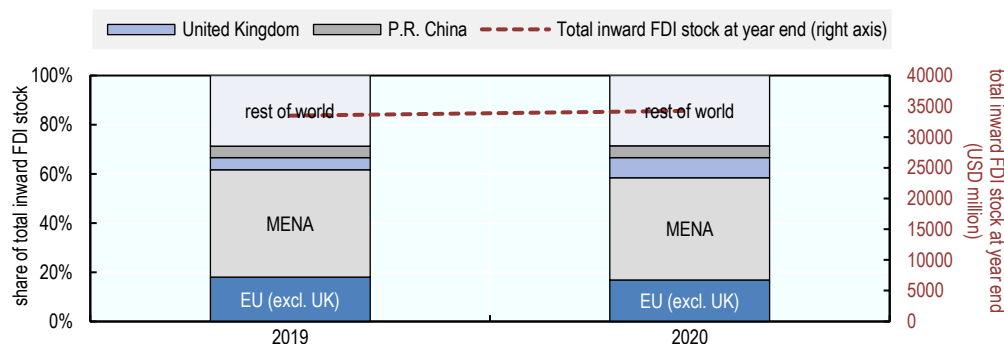 United Kingdom P.R. China Total inward FDI stock at year end (right axis)
share of total inward FDI stock
100%
80%
60%
40%
20%
0%
rest of world
MENA
EU (excl. UK)
rest of world
MENA
EU (excl. UK)
2019
2020
40000
35000
30000
25000
20000
15000
10000
5000
0
total inward FDI stock at year end
(USD million)